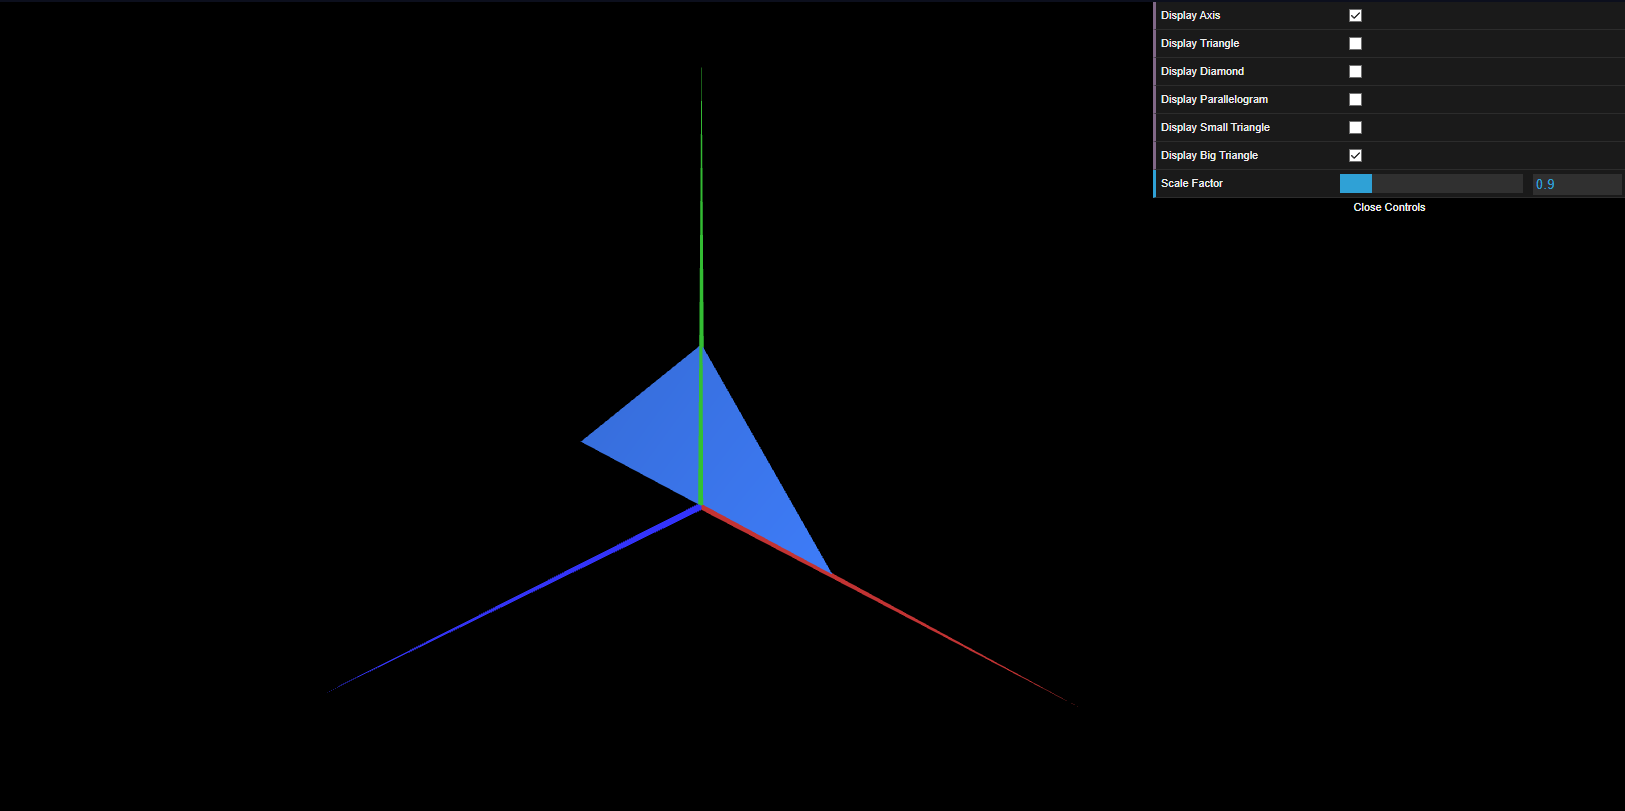 Display Axis
Display Triangle
Display Diamond
Display Parallelogram
Display Small Triangle
Display Big Triangle
Scale Factor 0.9
Close Controls